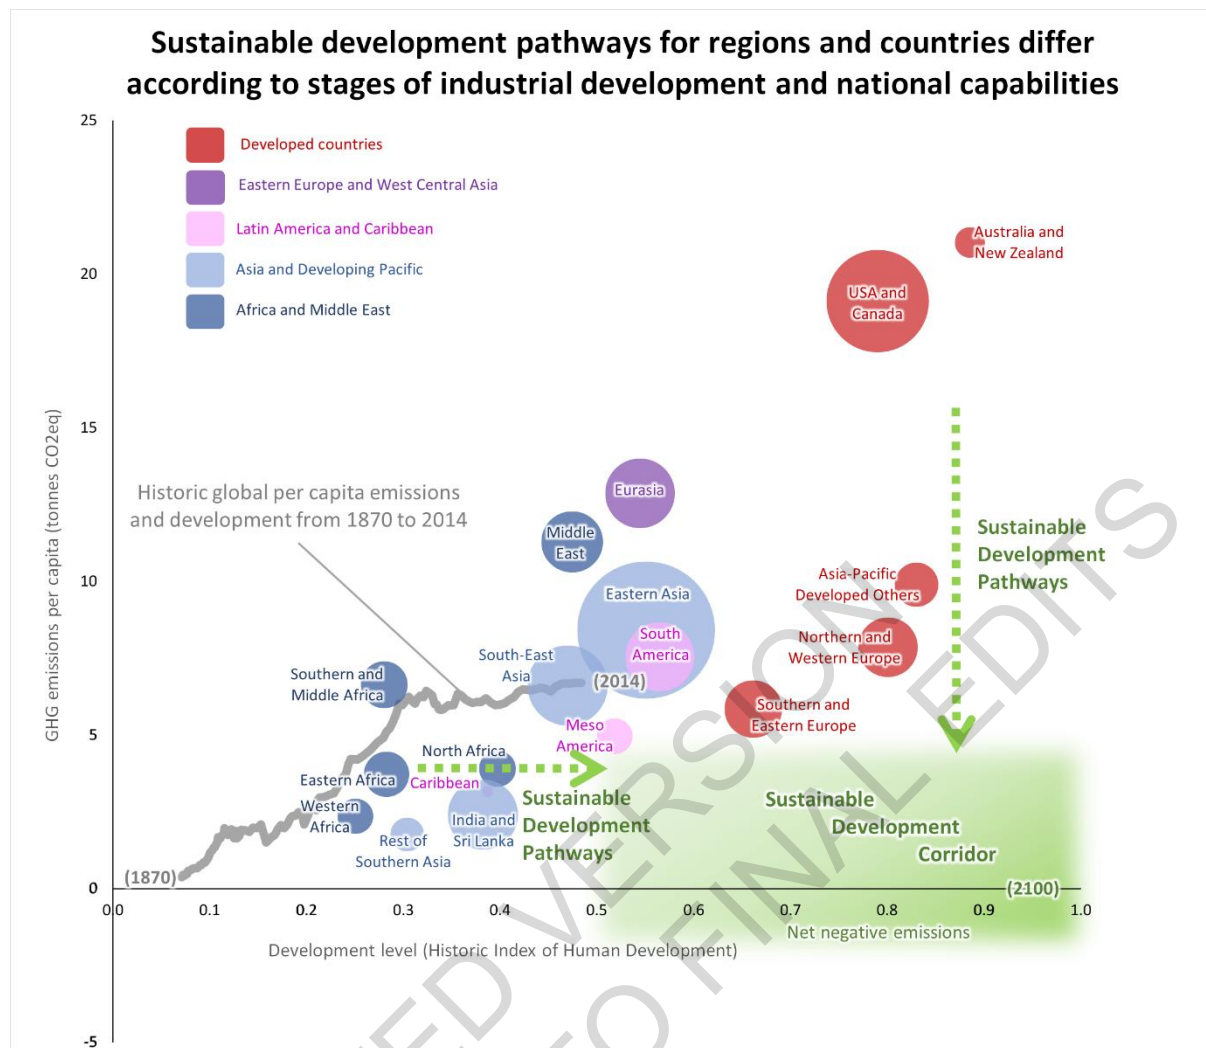 Sustainable development pathways for regions and countries differ
according to stages of industrial development and national capabilities
25
Developed countries
Eastern Europe and West Central Asia
Latin America and Caribbean
Asia and Developing Pacific
Africa and Middle East
Australia and
New Zealand
20
USA and
Canada
15
GHG emissions per capita (tonnes CO2eq)
Historic global per capita emissions
and development from 1870 to 2014
Eurasia
Middle
East
Sustainable
Development
Pathways
10
Asia-Pacific
Developed Others
Eastern Asia
South
America
Northern and
Western Europe
South-East
Asia
(2014)
Southern and
Middle Africa
Southern and
Eastern Europe
5
Meso
America
North Africa
Eastern Africa
Caribbean
Western
Africa
India and
Sri Lanka
Rest of
Southern Asia
Sustainable
Development
Pathways
Sustainable
Development
Corridor
(1870)
0
(2100)
0.0 0.1 0.2 0.3 0.4 0.5 0.6 0.7 0.8 0.9 1.0
Net negative emissions
Development level (Historic Index of Human Development)
-5
TED VERSION
TO FINAL EDITS